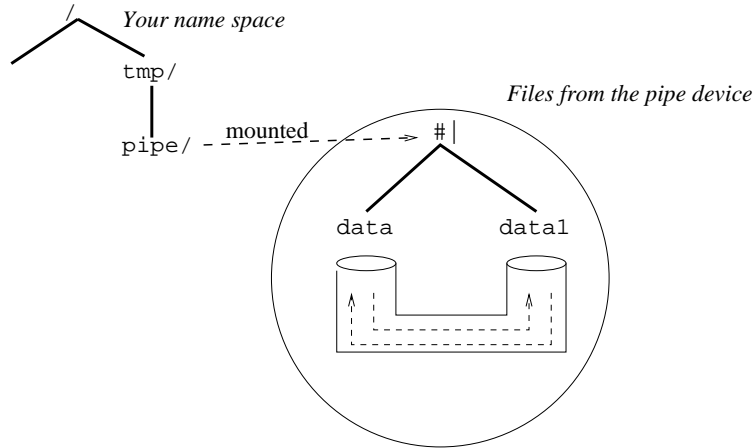 /
Your name space
tmp/
Files from the pipe device
pipe/
mounted
#|
data
data1